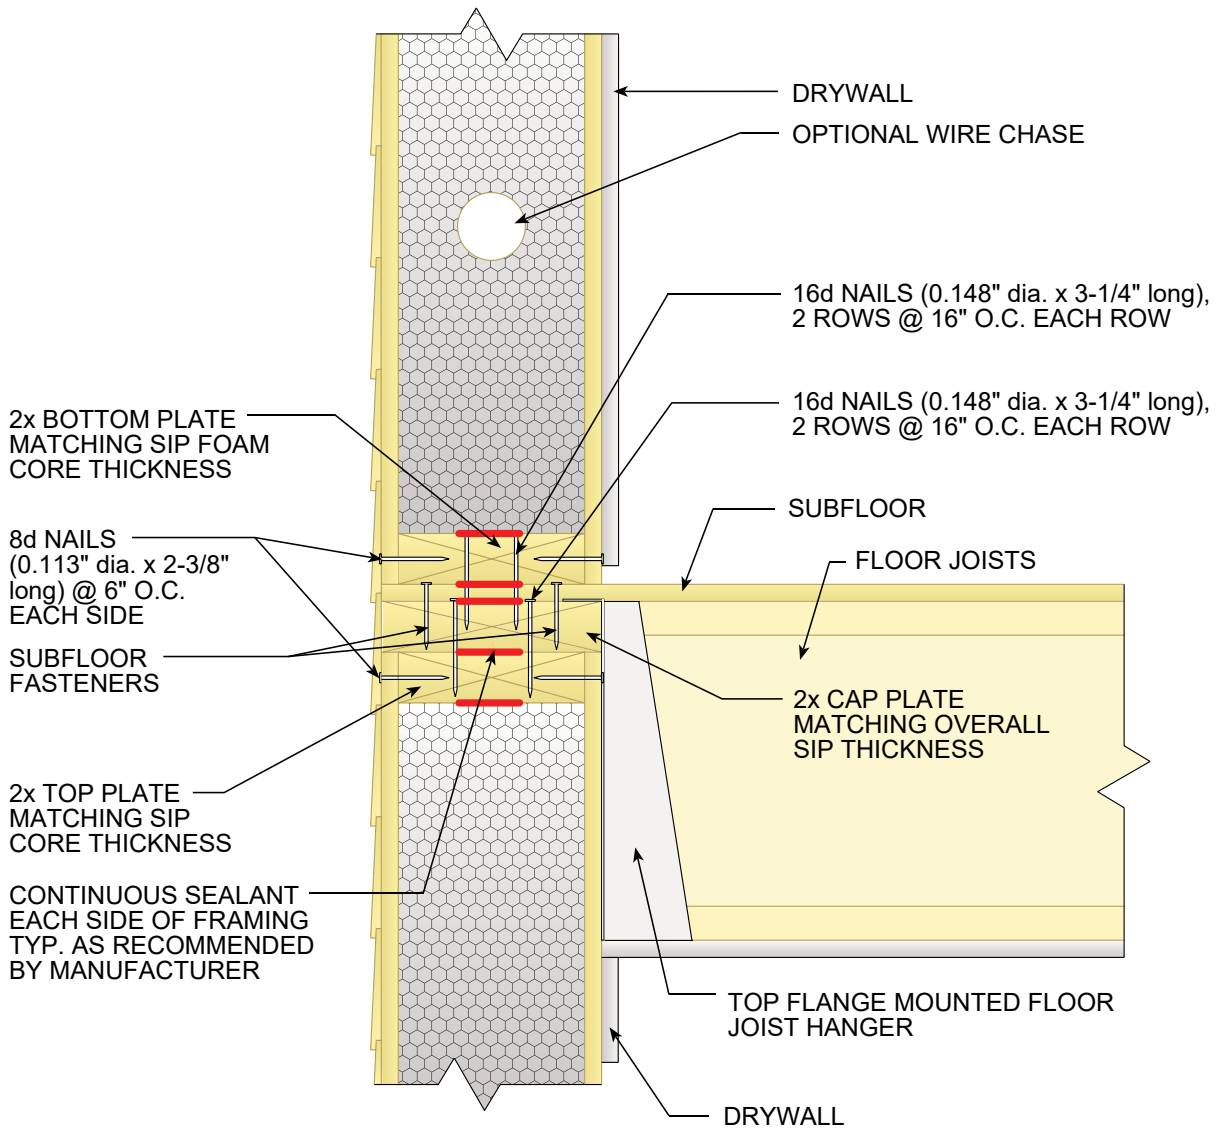 DRYWALL
OPTIONAL WIRE CHASE
16d NAILS (0.148" dia. x 3-1/4" long),
2 ROWS @ 16" O.C. EACH ROW
16d NAILS (0.148" dia. x 3-1/4" long),
2 ROWS @ 16" O.C. EACH ROW
2x BOTTOM PLATE
MATCHING SIP FOAM
CORE THICKNESS
SUBFLOOR
8d NAILS
(0.113" dia. x 2-3/8"
long) @ 6" O.C.
EACH SIDE
FLOOR JOISTS
SUBFLOOR
FASTENERS
2x CAP PLATE
MATCHING OVERALL
SIP THICKNESS
2x TOP PLATE
MATCHING SIP
CORE THICKNESS
CONTINUOUS SEALANT
EACH SIDE OF FRAMING
TYP. AS RECOMMENDED
BY MANUFACTURER
TOP FLANGE MOUNTED FLOOR
JOIST HANGER
DRYWALL